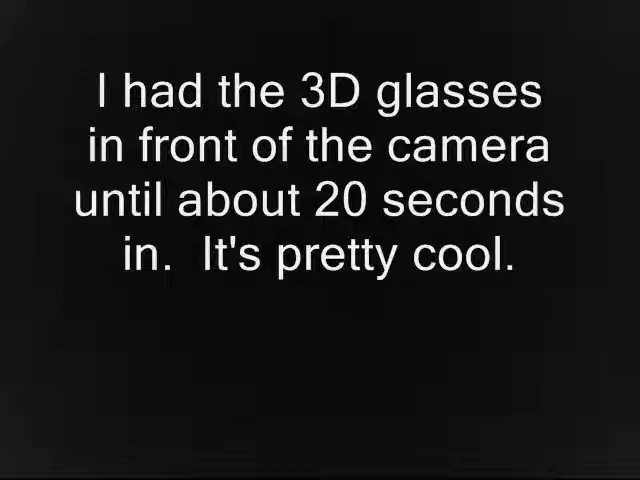 I had the 3D glasses
in front of the camera
until about 20 seconds
in.  It's pretty cool.